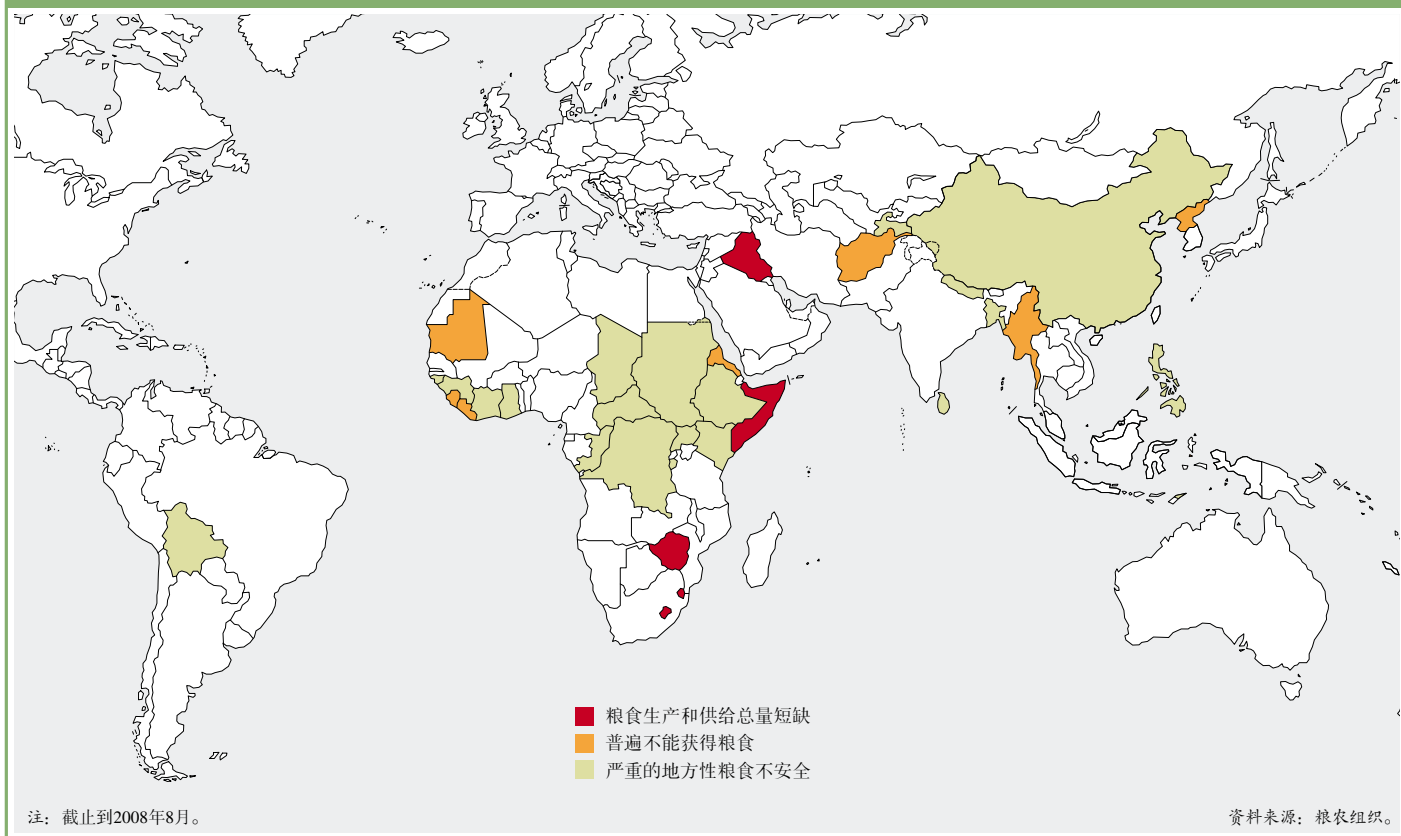 粮食生产和供给总量短缺
普遍不能获得粮食
严重的地方性粮食不安全
注：截止到2008年8月。
资料来源：粮农组织。